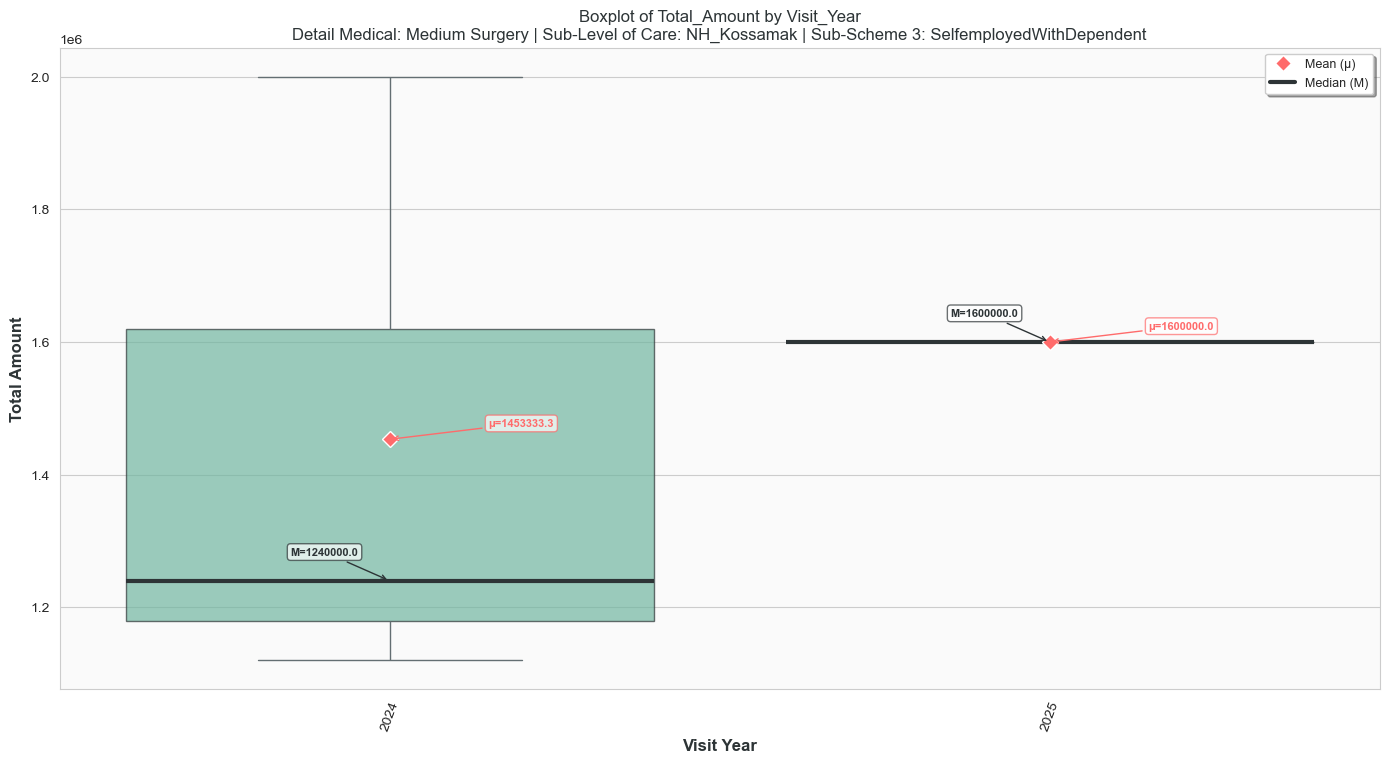 Boxplot of Total_Amount by Visit_Year
Detail Medical: Medium Surgery | Sub-Level of Care: NH_Kossamak | Sub-Scheme 3: SelfemployedWithDependent
1e6
Mean (μ)
Median (M)
2.0
1.8
1.6
1.4
1.2
Total Amount
M=1600000.0
μ=1600000.0
μ=1453333.3
M=1240000.0
2024
2025
Visit Year